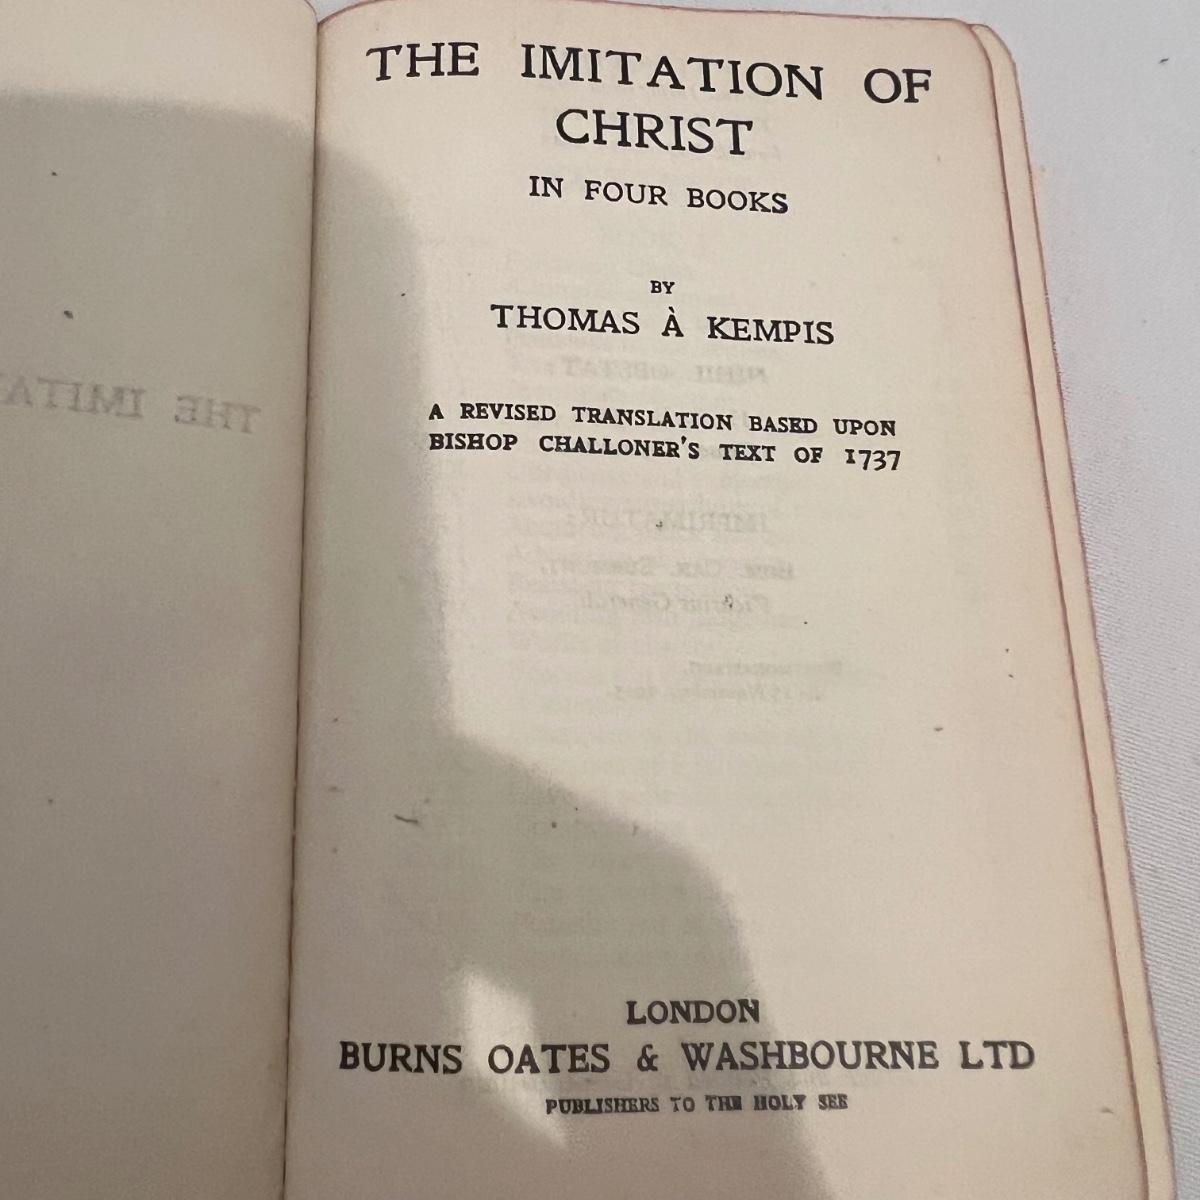 THE IMITATION OF
CHRIST
IN FOUR BOOKS
BY
THOMAS À KEMPIS
A REVISED TRANSLATION BASED UPON
BISHOP CHALLONER'S TEXT OF 1737
LONDON
BURNS OATES & WASHBOURNE LTD
PUBLISHERS TO THE HOLY SEE